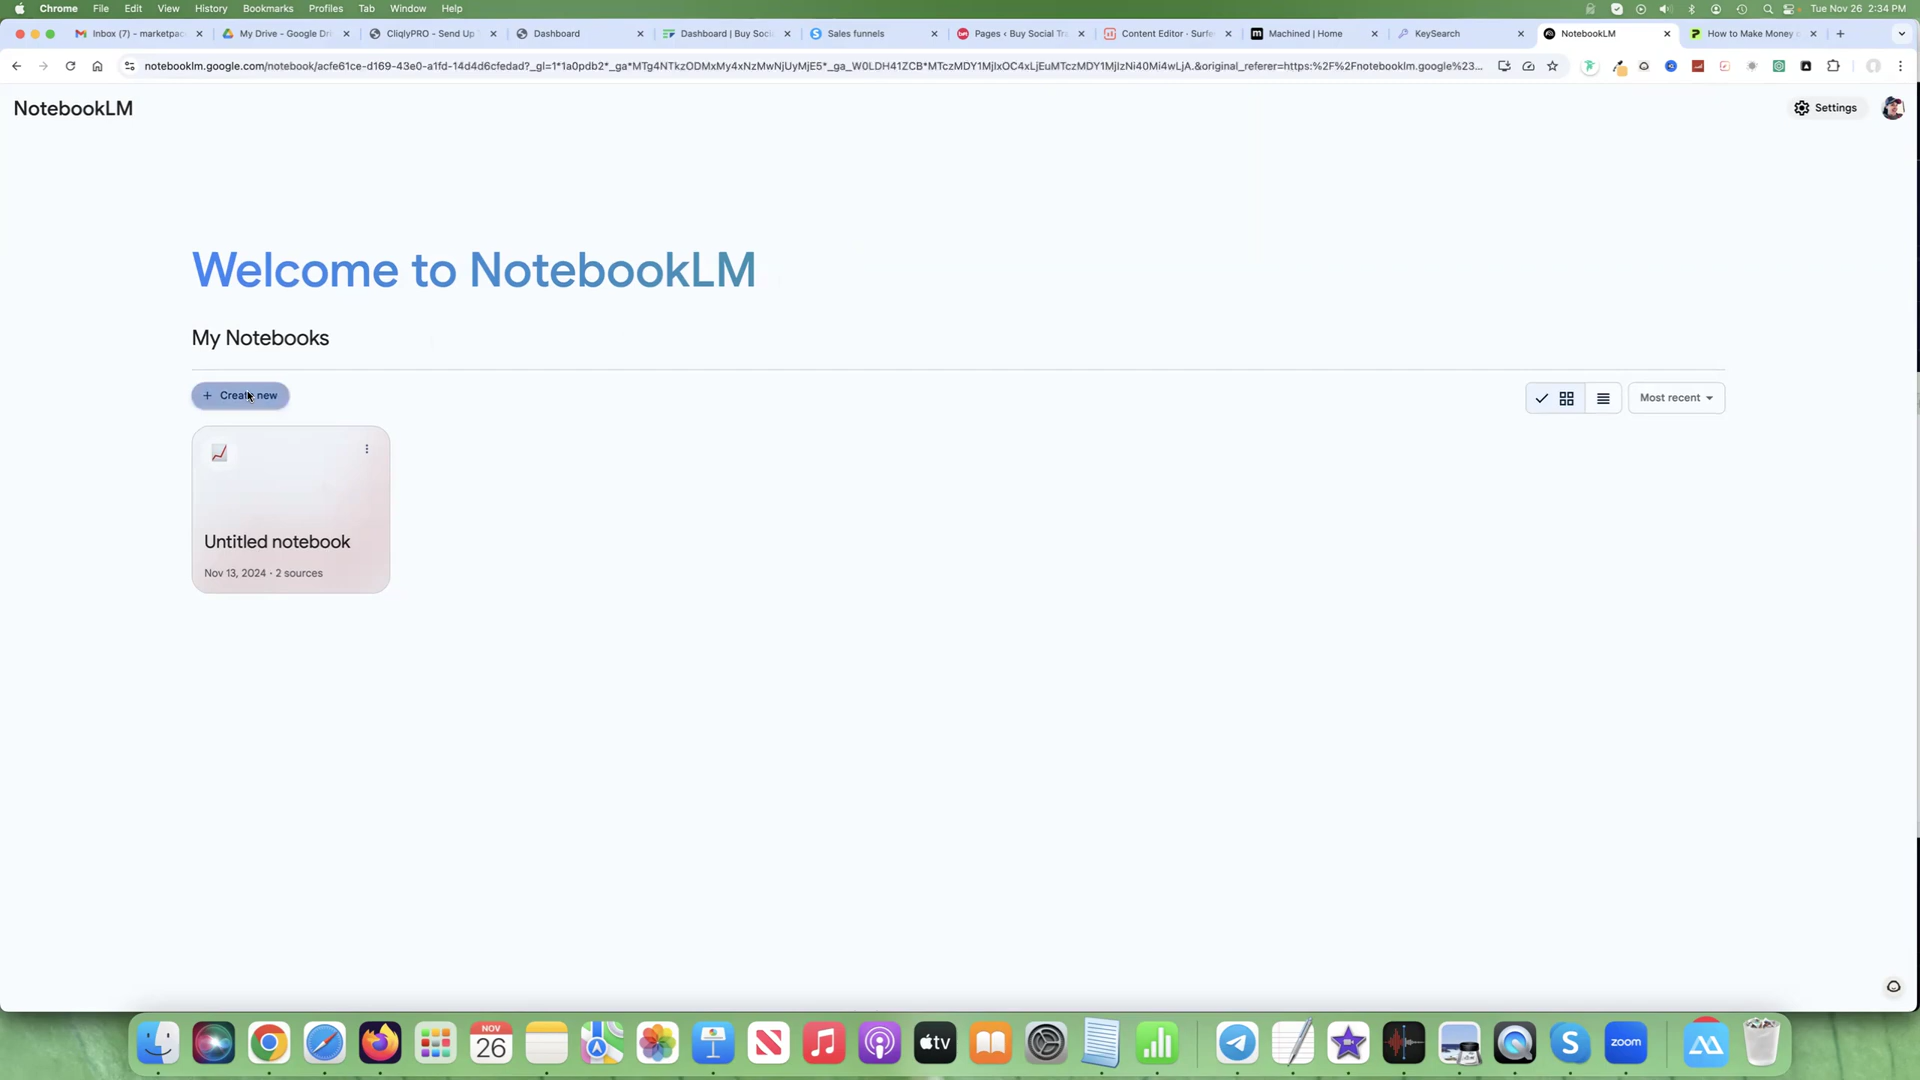 Chrome File Edit View History Bookmarks Profiles Tab Window Help Tue Nov 26 2:34 PM
Inbox (7) - marketpac My Drive - Google Dri CliqlyPRO - Send Up Dashboard Dashboard | Buy Soci Sales funnels Pages ‹ Buy Social Tra Content Editor · Surfe Machined | Home KeySearch NotebookLM How to Make Money o
notebooklm.google.com/notebook/acfe61ce-d169-43e0-a1fd-14d4d6cfedad?_gl=1*1a0pdb2*_ga*MTg4NTkzODMxMy4xNzMwNjUyMjE5*_ga_W0LDH41ZCB*MTczMDY1MjIxOC4xLjEuMTczMDY1MjIzNi40Mi4wLjA.&original_referer=https:%2F%2Fnotebooklm.google%23...
NotebookLM
Settings
Welcome to NotebookLM
My Notebooks
+ Create new
Most recent
Untitled notebook
Nov 13, 2024 · 2 sources
NOV
26
tv
zoom